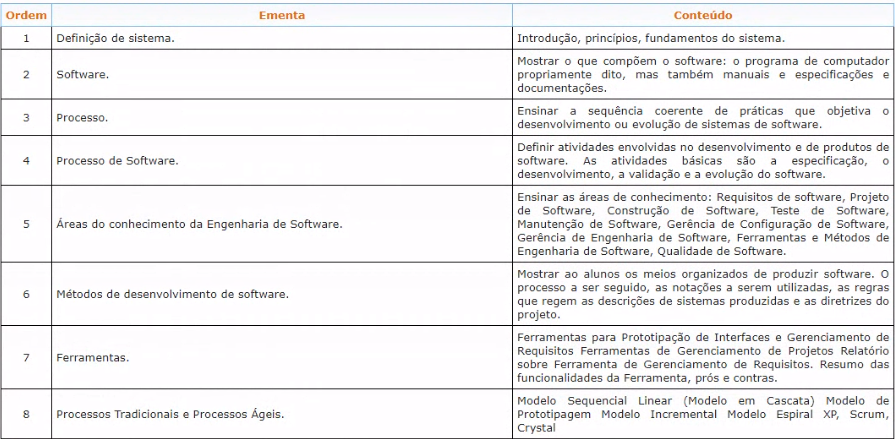 Ordem Ementa Conteúdo
1 Definição de sistema. Introdução, princípios, fundamentos do sistema.
2 Software. Mostrar o que compõem o software: o programa de computador
propriamente dito, mas também manuais e especificações e
documentações.
3 Processo. Ensinar a sequência coerente de práticas que objetiva o
desenvolvimento ou evolução de sistemas de software.
4 Processo de Software. Definir atividades envolvidas no desenvolvimento e de produtos de
software. As atividades básicas são a especificação, o
desenvolvimento, a validação e a evolução do software.
5 Áreas do conhecimento da Engenharia de Software. Ensinar as áreas de conhecimento: Requisitos de software, Projeto
de Software, Construção de Software, Teste de Software,
Manutenção de Software, Gerência de Configuração de Software,
Gerência de Engenharia de Software, Ferramentas e Métodos de
Engenharia de Software, Qualidade de Software.
6 Métodos de desenvolvimento de software. Mostrar ao alunos os meios organizados de produzir software. O
processo a ser seguido, as notações a serem utilizadas, as regras
que regem as descrições de sistemas produzidas e as diretrizes do
projeto.
7 Ferramentas. Ferramentas para Prototipação de Interfaces e Gerenciamento de
Requisitos Ferramentas de Gerenciamento de Projetos Relatório
sobre Ferramenta de Gerenciamento de Requisitos. Resumo das
funcionalidades da Ferramenta, prós e contras.
8 Processos Tradicionais e Processos Ágeis. Modelo Sequencial Linear (Modelo em Cascata) Modelo de
Prototipagem Modelo Incremental Modelo Espiral XP, Scrum,
Crystal